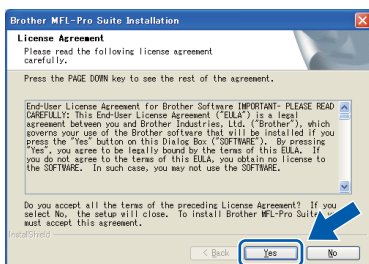 Brother MFL-Pro Suite Installation
License Agreement
Please read the following license agreement
carefully.
Press the PAGE DOWN key to see the rest of the agreement.
End-User License Agreement for Brother Software IMPORTANT- PLEASE READ
CAREFULLY: This End-User License Agreement ("EULA") is a legal
agreement between you and Brother Industries, Ltd. ("Brother"), which
governs your use of the Brother software that will be installed if you
press the "Yes" button on this Dialog Box ("SOFTWARE"). By pressing
"Yes", you agree to be legally bound by the terms of this EULA. If
you do not agree to the terms of this EULA, you obtain no license to
the SOFTWARE. In such case, you may not use the SOFTWARE.
Do you accept all the terms of the preceding License Agreement? If you
select No, the setup will close. To install Brother MFL-Pro Suite,
must accept this agreement.
InstallShield
< Back
Yes
No